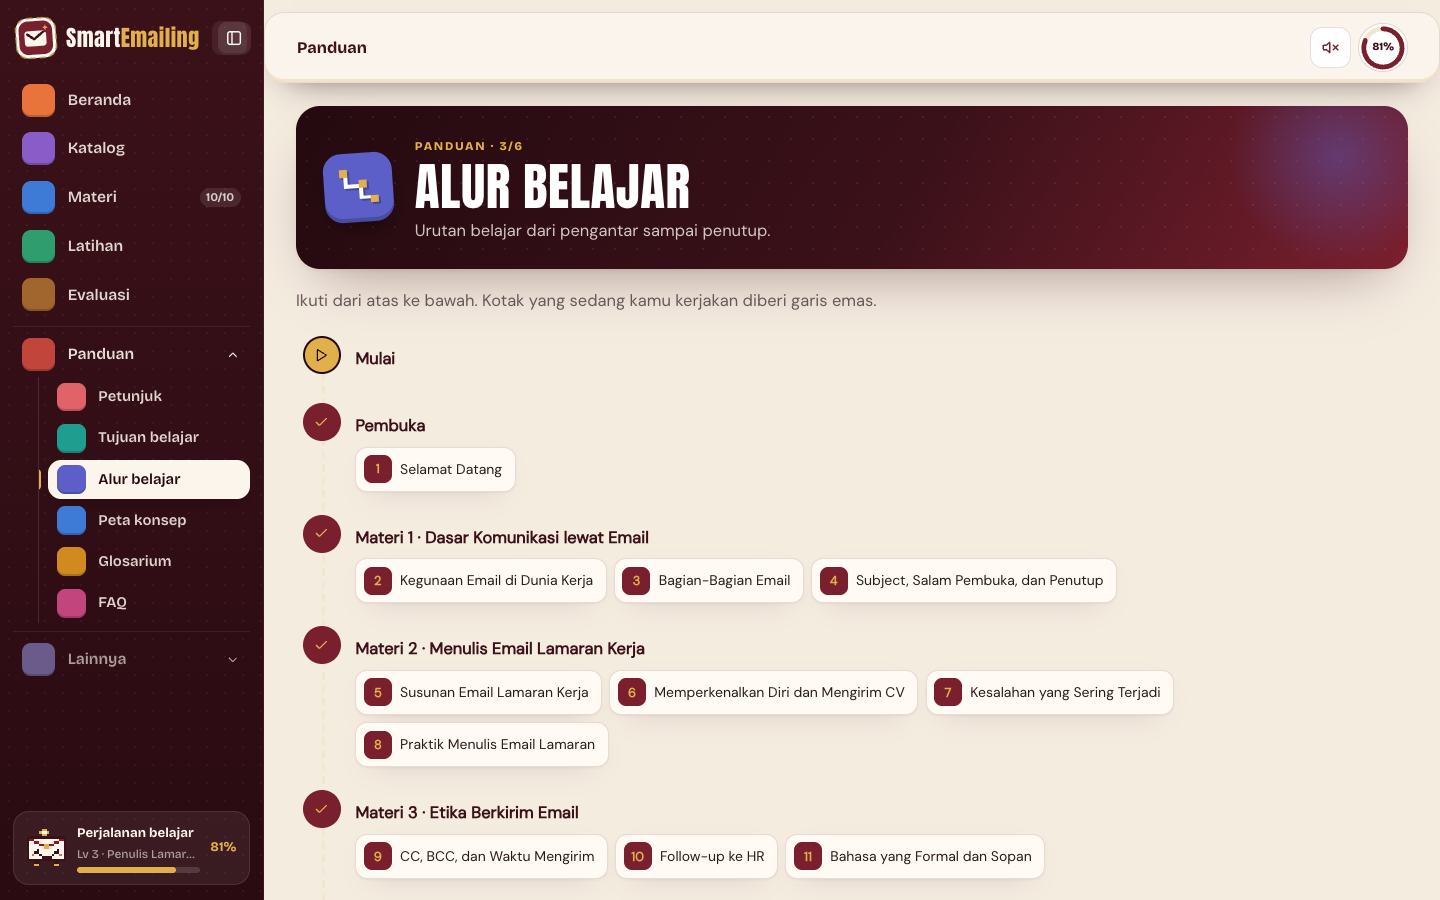 SmartEmailing
Beranda
Katalog
Materi 10/10
Latihan
Evaluasi
Panduan
Petunjuk
Tujuan belajar
Alur belajar
Peta konsep
Glosarium
FAQ
Lainnya
Perjalanan belajar
Lv 3 · Penulis Lamar...
81%
Panduan
81%
PANDUAN · 3/6
ALUR BELAJAR
Urutan belajar dari pengantar sampai penutup.
Ikuti dari atas ke bawah. Kotak yang sedang kamu kerjakan diberi garis emas.
Mulai
Pembuka
1 Selamat Datang
Materi 1 · Dasar Komunikasi lewat Email
2 Kegunaan Email di Dunia Kerja 3 Bagian-Bagian Email 4 Subject, Salam Pembuka, dan Penutup
Materi 2 · Menulis Email Lamaran Kerja
5 Susunan Email Lamaran Kerja 6 Memperkenalkan Diri dan Mengirim CV 7 Kesalahan yang Sering Terjadi
8 Praktik Menulis Email Lamaran
Materi 3 · Etika Berkirim Email
9 CC, BCC, dan Waktu Mengirim 10 Follow-up ke HR 11 Bahasa yang Formal dan Sopan